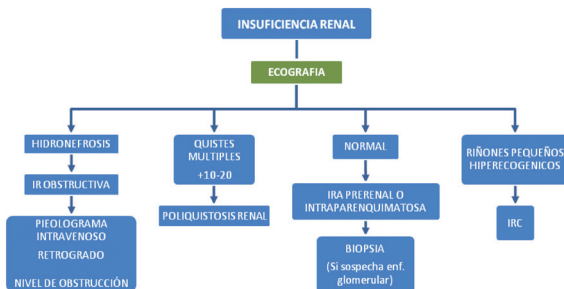 INSUFICIENCIA RENAL
ECOGRAFIA
HIDRONEFROSIS
IR OBSTRUCTIVA
PIELOGRAMA
INTRAVENOSO
RETROGRADO
NIVEL DE OBSTRUCCIÓN
QUISTES
MULTIPLES
+10-20
POLIQUISTOSIS RENAL
NORMAL
IRA PRERENAL O
INTRAPARENQUIMATOSA
BIOPSIA
(Si sospecha enf.
glomerular)
RIÑONES PEQUEÑOS
HIPERECOGENICOS
IRC